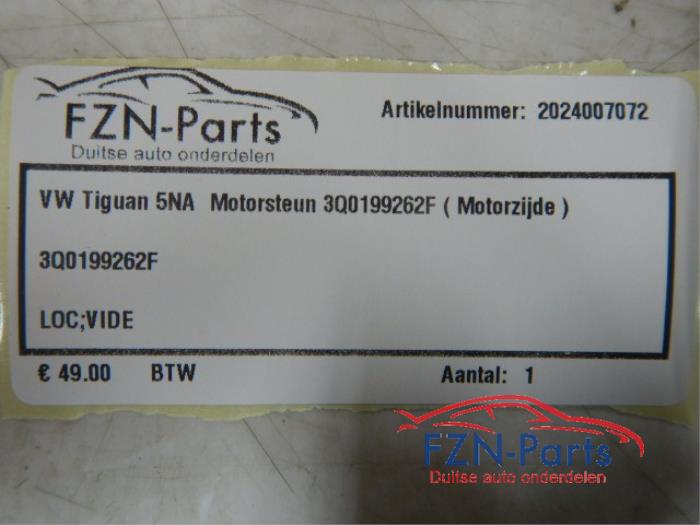 FZN-Parts
Duitse auto onderdelen
Artikelnummer: 2024007072
VW Tiguan 5NA Motorsteun 3Q0199262F ( Motorzijde )
3Q0199262F
LOC;VIDE
€ 49.00 BTW Aantal: 1
FZN-Parts
Duitse auto onderdelen